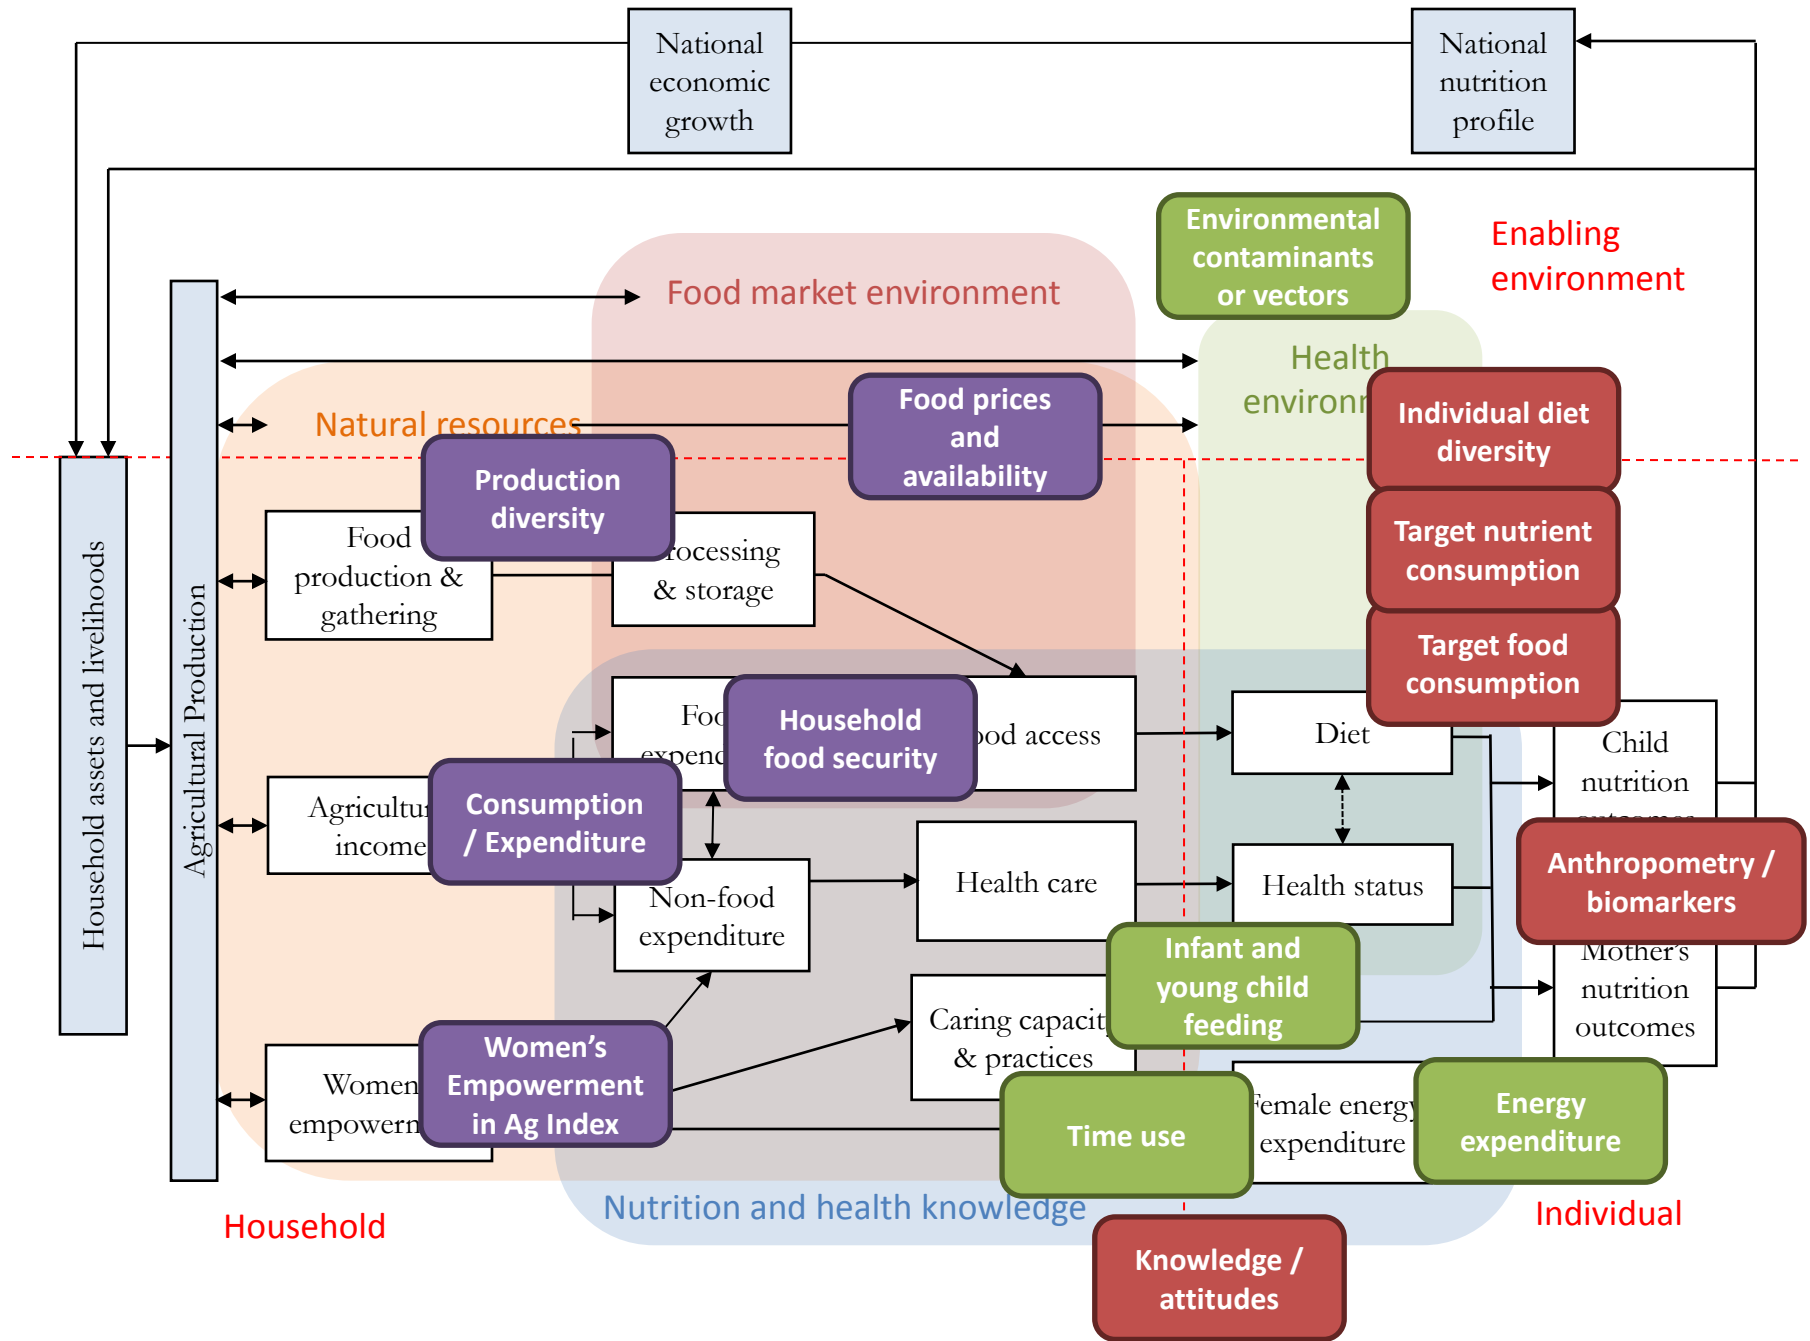 National
economic
growth
National
nutrition
profile
Environmental
contaminants
or vectors
Enabling
environment
Food market environment
Health
Natural resources
Food prices
and
availability
Individual diet
diversity
Production
diversity
Target nutrient
consumption
Target food
consumption
Household assets and livelihoods
Agricultural Production
Food
production &
gathering
& storage
Household
food security
access
Diet
Child
nutrition
Consumption
/ Expenditure
income
Non-food
expenditure
Health care
Health status
Anthropometry /
biomarkers
Infant and
young child
feeding
Mother's
nutrition
outcomes
Women's
Empowerment
in Ag Index
Caring
& practices
Time use
energy
expenditure
Energy
expenditure
Household
Nutrition and health knowledge
Individual
Knowledge /
attitudes